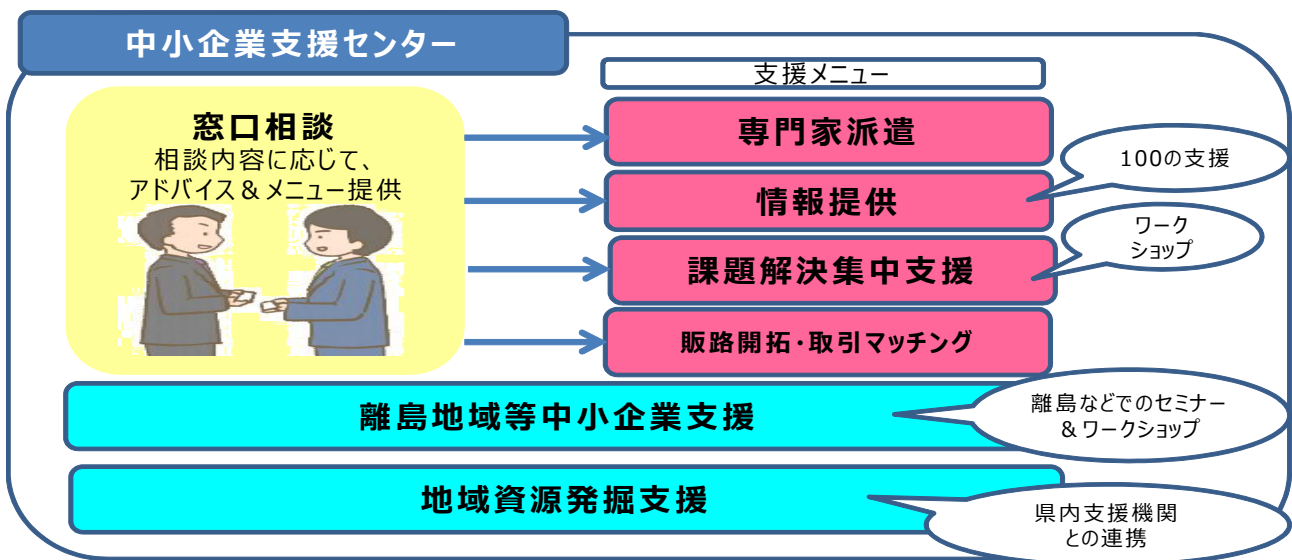 中小企業支援センター
支援メニュー
窓口相談
相談内容に応じて、
アドバイス＆メニュー提供
専門家派遣
100の支援
情報提供
ワーク
ショップ
課題解決集中支援
販路開拓・取引マッチング
離島地域等中小企業支援
離島などでのセミナー
＆ワークショップ
地域資源発掘支援
県内支援機関
との連携